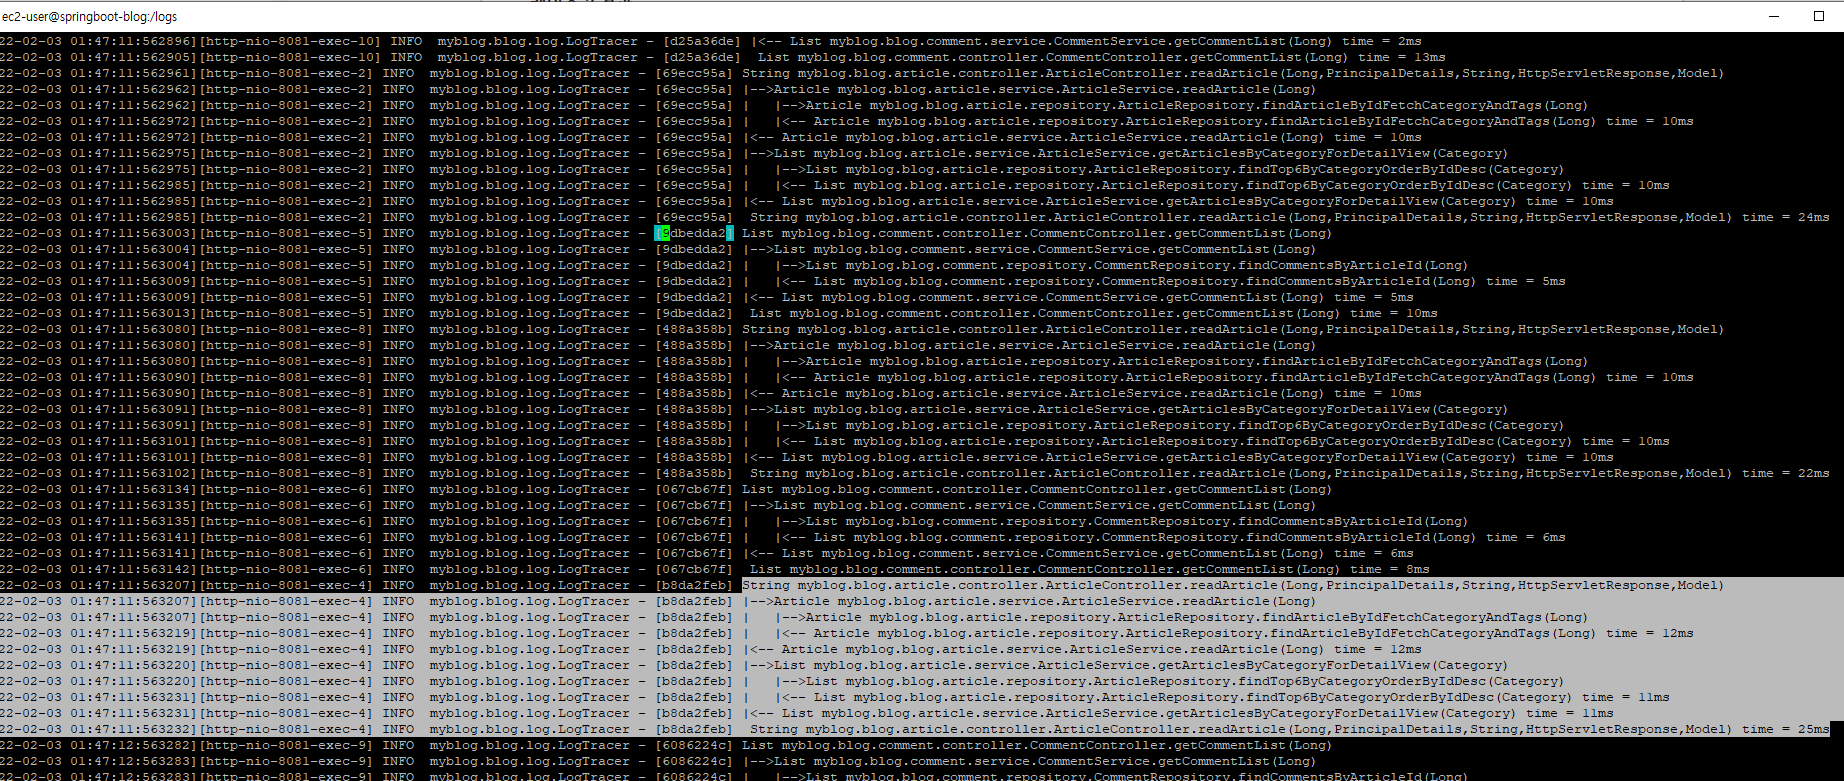 ec2-user@springboot-blog:/logs
22-02-03 01:47:11:562896][http-nio-8081-exec-10] INFO  myblog.blog.log.LogTracer - [d25a36de] |<-- List myblog.blog.comment.service.CommentService.getCommentList(Long) time = 2ms
22-02-03 01:47:11:562905][http-nio-8081-exec-10] INFO  myblog.blog.log.LogTracer - [d25a36de]  List myblog.blog.comment.controller.CommentController.getCommentList(Long) time = 13ms
22-02-03 01:47:11:562961][http-nio-8081-exec-2] INFO  myblog.blog.log.LogTracer - [69ecc95a] String myblog.blog.article.controller.ArticleController.readArticle(Long,PrincipalDetails,String,HttpServletResponse,Model)
22-02-03 01:47:11:562962][http-nio-8081-exec-2] INFO  myblog.blog.log.LogTracer - [69ecc95a] |-->Article myblog.blog.article.service.ArticleService.readArticle(Long)
22-02-03 01:47:11:562962][http-nio-8081-exec-2] INFO  myblog.blog.log.LogTracer - [69ecc95a] |   |-->Article myblog.blog.article.repository.ArticleRepository.findArticleByIdFetchCategoryAndTags(Long)
22-02-03 01:47:11:562972][http-nio-8081-exec-2] INFO  myblog.blog.log.LogTracer - [69ecc95a] |   |<-- Article myblog.blog.article.repository.ArticleRepository.findArticleByIdFetchCategoryAndTags(Long) time = 10ms
22-02-03 01:47:11:562972][http-nio-8081-exec-2] INFO  myblog.blog.log.LogTracer - [69ecc95a] |<-- Article myblog.blog.article.service.ArticleService.readArticle(Long) time = 10ms
22-02-03 01:47:11:562975][http-nio-8081-exec-2] INFO  myblog.blog.log.LogTracer - [69ecc95a] |-->List myblog.blog.article.service.ArticleService.getArticlesByCategoryForDetailView(Category)
22-02-03 01:47:11:562975][http-nio-8081-exec-2] INFO  myblog.blog.log.LogTracer - [69ecc95a] |   |-->List myblog.blog.article.repository.ArticleRepository.findTop6ByCategoryOrderByIdDesc(Category)
22-02-03 01:47:11:562985][http-nio-8081-exec-2] INFO  myblog.blog.log.LogTracer - [69ecc95a] |   |<-- List myblog.blog.article.repository.ArticleRepository.findTop6ByCategoryOrderByIdDesc(Category) time = 10ms
22-02-03 01:47:11:562985][http-nio-8081-exec-2] INFO  myblog.blog.log.LogTracer - [69ecc95a] |<-- List myblog.blog.article.service.ArticleService.getArticlesByCategoryForDetailView(Category) time = 10ms
22-02-03 01:47:11:562985][http-nio-8081-exec-2] INFO  myblog.blog.log.LogTracer - [69ecc95a]  String myblog.blog.article.controller.ArticleController.readArticle(Long,PrincipalDetails,String,HttpServletResponse,Model) time = 24ms
22-02-03 01:47:11:563003][http-nio-8081-exec-5] INFO  myblog.blog.log.LogTracer - [9dbedda2] List myblog.blog.comment.controller.CommentController.getCommentList(Long)
22-02-03 01:47:11:563004][http-nio-8081-exec-5] INFO  myblog.blog.log.LogTracer - [9dbedda2] |-->List myblog.blog.comment.service.CommentService.getCommentList(Long)
22-02-03 01:47:11:563004][http-nio-8081-exec-5] INFO  myblog.blog.log.LogTracer - [9dbedda2] |   |-->List myblog.blog.comment.repository.CommentRepository.findCommentsByArticleId(Long)
22-02-03 01:47:11:563009][http-nio-8081-exec-5] INFO  myblog.blog.log.LogTracer - [9dbedda2] |   |<-- List myblog.blog.comment.repository.CommentRepository.findCommentsByArticleId(Long) time = 5ms
22-02-03 01:47:11:563009][http-nio-8081-exec-5] INFO  myblog.blog.log.LogTracer - [9dbedda2] |<-- List myblog.blog.comment.service.CommentService.getCommentList(Long) time = 5ms
22-02-03 01:47:11:563013][http-nio-8081-exec-5] INFO  myblog.blog.log.LogTracer - [9dbedda2]  List myblog.blog.comment.controller.CommentController.getCommentList(Long) time = 10ms
22-02-03 01:47:11:563080][http-nio-8081-exec-8] INFO  myblog.blog.log.LogTracer - [488a358b] String myblog.blog.article.controller.ArticleController.readArticle(Long,PrincipalDetails,String,HttpServletResponse,Model)
22-02-03 01:47:11:563080][http-nio-8081-exec-8] INFO  myblog.blog.log.LogTracer - [488a358b] |-->Article myblog.blog.article.service.ArticleService.readArticle(Long)
22-02-03 01:47:11:563080][http-nio-8081-exec-8] INFO  myblog.blog.log.LogTracer - [488a358b] |   |-->Article myblog.blog.article.repository.ArticleRepository.findArticleByIdFetchCategoryAndTags(Long)
22-02-03 01:47:11:563090][http-nio-8081-exec-8] INFO  myblog.blog.log.LogTracer - [488a358b] |   |<-- Article myblog.blog.article.repository.ArticleRepository.findArticleByIdFetchCategoryAndTags(Long) time = 10ms
22-02-03 01:47:11:563090][http-nio-8081-exec-8] INFO  myblog.blog.log.LogTracer - [488a358b] |<-- Article myblog.blog.article.service.ArticleService.readArticle(Long) time = 10ms
22-02-03 01:47:11:563091][http-nio-8081-exec-8] INFO  myblog.blog.log.LogTracer - [488a358b] |-->List myblog.blog.article.service.ArticleService.getArticlesByCategoryForDetailView(Category)
22-02-03 01:47:11:563091][http-nio-8081-exec-8] INFO  myblog.blog.log.LogTracer - [488a358b] |   |-->List myblog.blog.article.repository.ArticleRepository.findTop6ByCategoryOrderByIdDesc(Category)
22-02-03 01:47:11:563101][http-nio-8081-exec-8] INFO  myblog.blog.log.LogTracer - [488a358b] |   |<-- List myblog.blog.article.repository.ArticleRepository.findTop6ByCategoryOrderByIdDesc(Category) time = 10ms
22-02-03 01:47:11:563101][http-nio-8081-exec-8] INFO  myblog.blog.log.LogTracer - [488a358b] |<-- List myblog.blog.article.service.ArticleService.getArticlesByCategoryForDetailView(Category) time = 10ms
22-02-03 01:47:11:563102][http-nio-8081-exec-8] INFO  myblog.blog.log.LogTracer - [488a358b]  String myblog.blog.article.controller.ArticleController.readArticle(Long,PrincipalDetails,String,HttpServletResponse,Model) time = 22ms
22-02-03 01:47:11:563134][http-nio-8081-exec-6] INFO  myblog.blog.log.LogTracer - [067cb67f] List myblog.blog.comment.controller.CommentController.getCommentList(Long)
22-02-03 01:47:11:563135][http-nio-8081-exec-6] INFO  myblog.blog.log.LogTracer - [067cb67f] |-->List myblog.blog.comment.service.CommentService.getCommentList(Long)
22-02-03 01:47:11:563135][http-nio-8081-exec-6] INFO  myblog.blog.log.LogTracer - [067cb67f] |   |-->List myblog.blog.comment.repository.CommentRepository.findCommentsByArticleId(Long)
22-02-03 01:47:11:563141][http-nio-8081-exec-6] INFO  myblog.blog.log.LogTracer - [067cb67f] |   |<-- List myblog.blog.comment.repository.CommentRepository.findCommentsByArticleId(Long) time = 6ms
22-02-03 01:47:11:563141][http-nio-8081-exec-6] INFO  myblog.blog.log.LogTracer - [067cb67f] |<-- List myblog.blog.comment.service.CommentService.getCommentList(Long) time = 6ms
22-02-03 01:47:11:563142][http-nio-8081-exec-6] INFO  myblog.blog.log.LogTracer - [067cb67f]  List myblog.blog.comment.controller.CommentController.getCommentList(Long) time = 8ms
22-02-03 01:47:11:563207][http-nio-8081-exec-4] INFO  myblog.blog.log.LogTracer - [b8da2feb] String myblog.blog.article.controller.ArticleController.readArticle(Long,PrincipalDetails,String,HttpServletResponse,Model)
22-02-03 01:47:11:563207][http-nio-8081-exec-4] INFO  myblog.blog.log.LogTracer - [b8da2feb] |-->Article myblog.blog.article.service.ArticleService.readArticle(Long)
22-02-03 01:47:11:563207][http-nio-8081-exec-4] INFO  myblog.blog.log.LogTracer - [b8da2feb] |   |-->Article myblog.blog.article.repository.ArticleRepository.findArticleByIdFetchCategoryAndTags(Long)
22-02-03 01:47:11:563219][http-nio-8081-exec-4] INFO  myblog.blog.log.LogTracer - [b8da2feb] |   |<-- Article myblog.blog.article.repository.ArticleRepository.findArticleByIdFetchCategoryAndTags(Long) time = 12ms
22-02-03 01:47:11:563219][http-nio-8081-exec-4] INFO  myblog.blog.log.LogTracer - [b8da2feb] |<-- Article myblog.blog.article.service.ArticleService.readArticle(Long) time = 12ms
22-02-03 01:47:11:563220][http-nio-8081-exec-4] INFO  myblog.blog.log.LogTracer - [b8da2feb] |-->List myblog.blog.article.service.ArticleService.getArticlesByCategoryForDetailView(Category)
22-02-03 01:47:11:563220][http-nio-8081-exec-4] INFO  myblog.blog.log.LogTracer - [b8da2feb] |   |-->List myblog.blog.article.repository.ArticleRepository.findTop6ByCategoryOrderByIdDesc(Category)
22-02-03 01:47:11:563231][http-nio-8081-exec-4] INFO  myblog.blog.log.LogTracer - [b8da2feb] |   |<-- List myblog.blog.article.repository.ArticleRepository.findTop6ByCategoryOrderByIdDesc(Category) time = 11ms
22-02-03 01:47:11:563231][http-nio-8081-exec-4] INFO  myblog.blog.log.LogTracer - [b8da2feb] |<-- List myblog.blog.article.service.ArticleService.getArticlesByCategoryForDetailView(Category) time = 11ms
22-02-03 01:47:11:563232][http-nio-8081-exec-4] INFO  myblog.blog.log.LogTracer - [b8da2feb]  String myblog.blog.article.controller.ArticleController.readArticle(Long,PrincipalDetails,String,HttpServletResponse,Model) time = 25ms
22-02-03 01:47:12:563282][http-nio-8081-exec-9] INFO  myblog.blog.log.LogTracer - [6086224c] List myblog.blog.comment.controller.CommentController.getCommentList(Long)
22-02-03 01:47:12:563283][http-nio-8081-exec-9] INFO  myblog.blog.log.LogTracer - [6086224c] |-->List myblog.blog.comment.service.CommentService.getCommentList(Long)
22-02-03 01:47:12:563283][http-nio-8081-exec-9] INFO  myblog.blog.log.LogTracer - [6086224c] |   |-->List myblog.blog.comment.repository.CommentRepository.findCommentsByArticleId(Long)